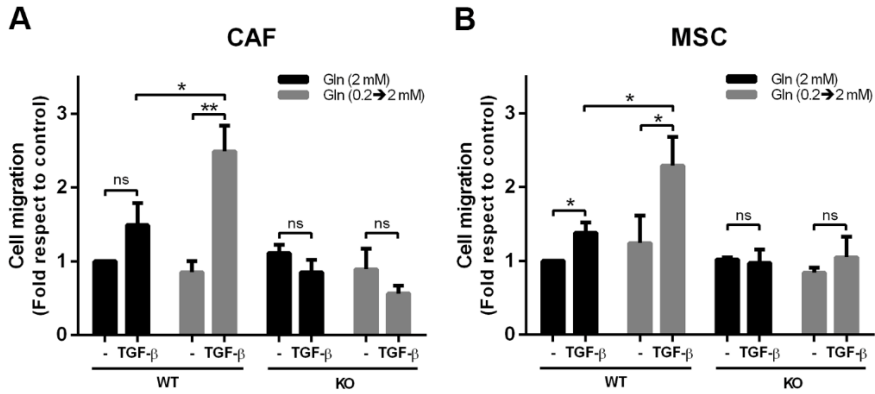 A
CAF
Gln (2 mM)
Gln (0.2➔2 mM)
Cell migration
(Fold respect to control)
3
2
1
0
*
**
ns
ns
ns
- TGF-β - TGF-β - TGF-β - TGF-β
WT KO
B
MSC
Gln (2 mM)
Gln (0.2➔2 mM)
Cell migration
(Fold respect to control)
3
2
1
0
*
*
*
ns
ns
- TGF-β - TGF-β - TGF-β - TGF-β
WT KO